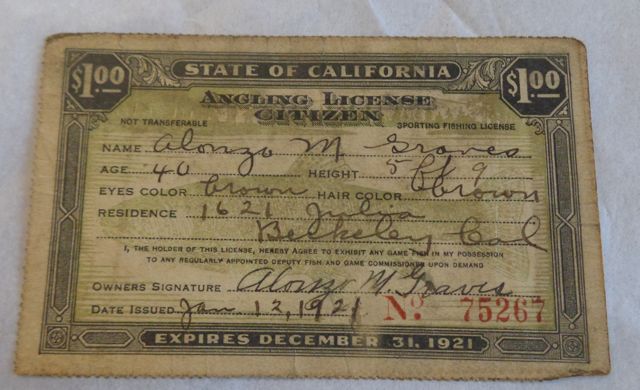 $1.00 STATE OF CALIFORNIA $1.00
ANGLING LICENSE
CITIZEN
NOT TRANSFERABLE SPORTING FISHING LICENSE
NAME Alonzo M Graves
AGE 40 HEIGHT 5 ft 9
EYES COLOR brown HAIR COLOR brown
RESIDENCE 1621 Julia
Berkeley, Cal
I, THE HOLDER OF THIS LICENSE, HEREBY AGREE TO EXHIBIT ANY GAME FISH IN MY POSSESSION
TO ANY REGULARLY APPOINTED DEPUTY FISH AND GAME COMMISSIONER UPON DEMAND
OWNERS SIGNATURE Alonzo M. Graves
DATE ISSUED Jan 12, 1921 No. 75267
EXPIRES DECEMBER 31, 1921